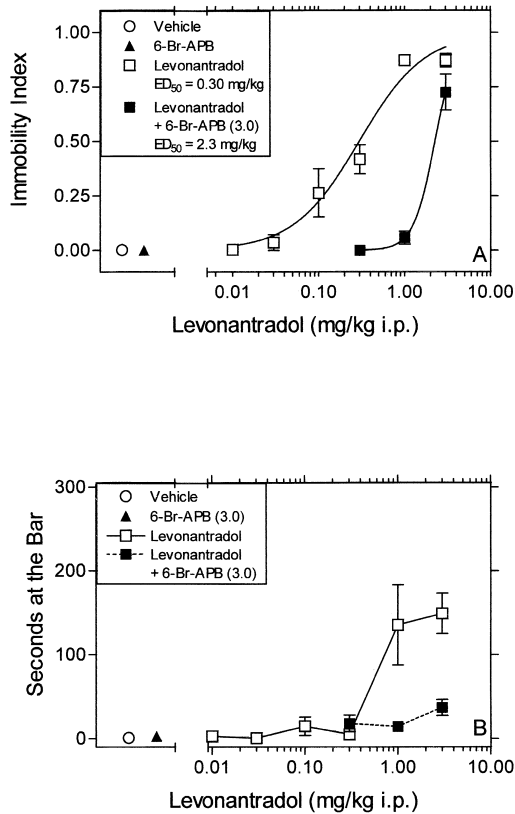 1.00
0.75
0.50
0.25
0.00
Immobility Index
Vehicle
6-Br-APB
Levonantradol
ED50 = 0.30 mg/kg
Levonantradol
+ 6-Br-APB (3.0)
ED50 = 2.3 mg/kg
A
0.01 0.10 1.00 10.00
Levonantradol (mg/kg i.p.)
300
200
100
0
Seconds at the Bar
Vehicle
6-Br-APB (3.0)
Levonantradol
Levonantradol
+ 6-Br-APB (3.0)
B
0.01 0.10 1.00 10.00
Levonantradol (mg/kg i.p.)